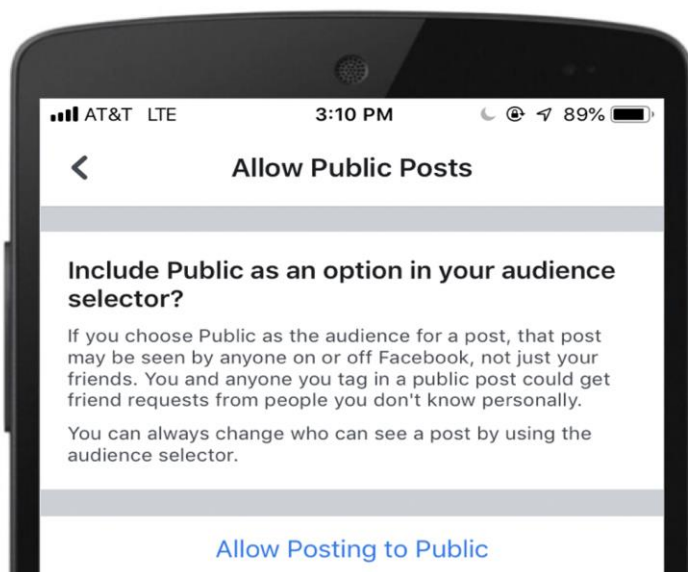 AT&T LTE 3:10 PM 89%
Allow Public Posts
Include Public as an option in your audience
selector?
If you choose Public as the audience for a post, that post
may be seen by anyone on or off Facebook, not just your
friends. You and anyone you tag in a public post could get
friend requests from people you don't know personally.
You can always change who can see a post by using the
audience selector.
Allow Posting to Public